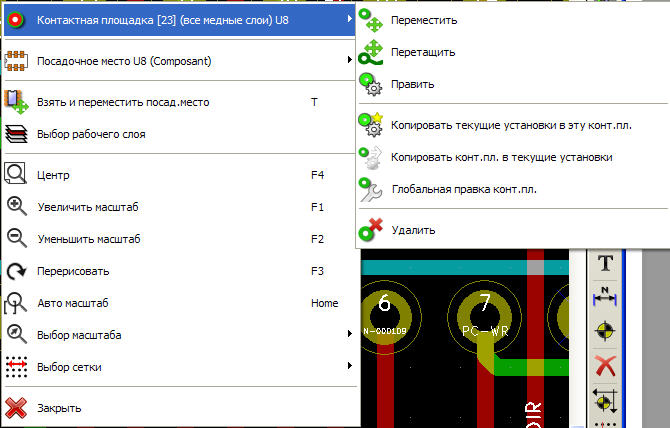 Контактная площадка [23] (все медные слои) U8
Посадочное место U8 (Composant)
Взять и переместить посад.место T
Выбор рабочего слоя
Центр F4
Увеличить масштаб F1
Уменьшить масштаб F2
Перерисовать F3
Авто масштаб Home
Выбор масштаба
Выбор сетки
Закрыть
Переместить
Перетащить
Править
Копировать текущие установки в эту конт.пл.
Копировать конт.пл. в текущие установки
Глобальная правка конт.пл.
Удалить
6
N-000109
7
PC-WR
DIR
T
N